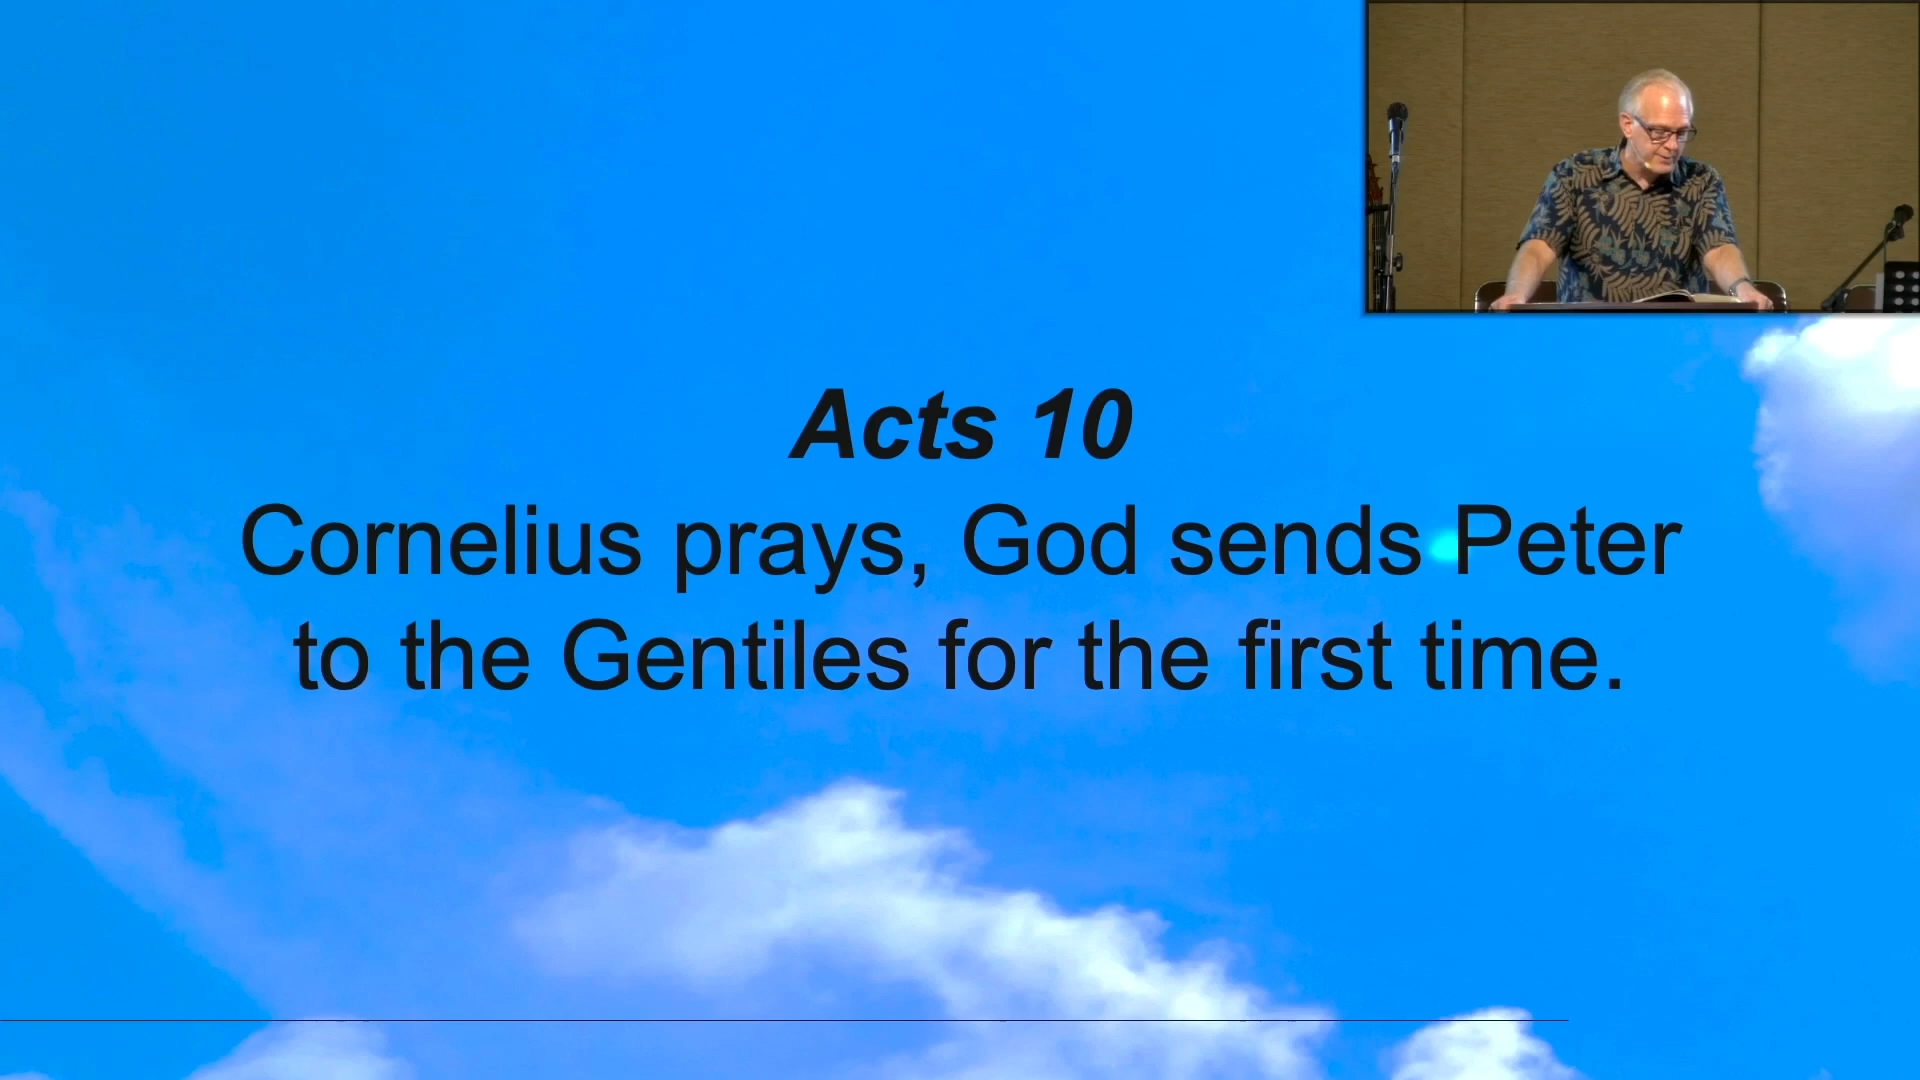 Acts 10
Cornelius prays, God sends Peter
to the Gentiles for the first time.